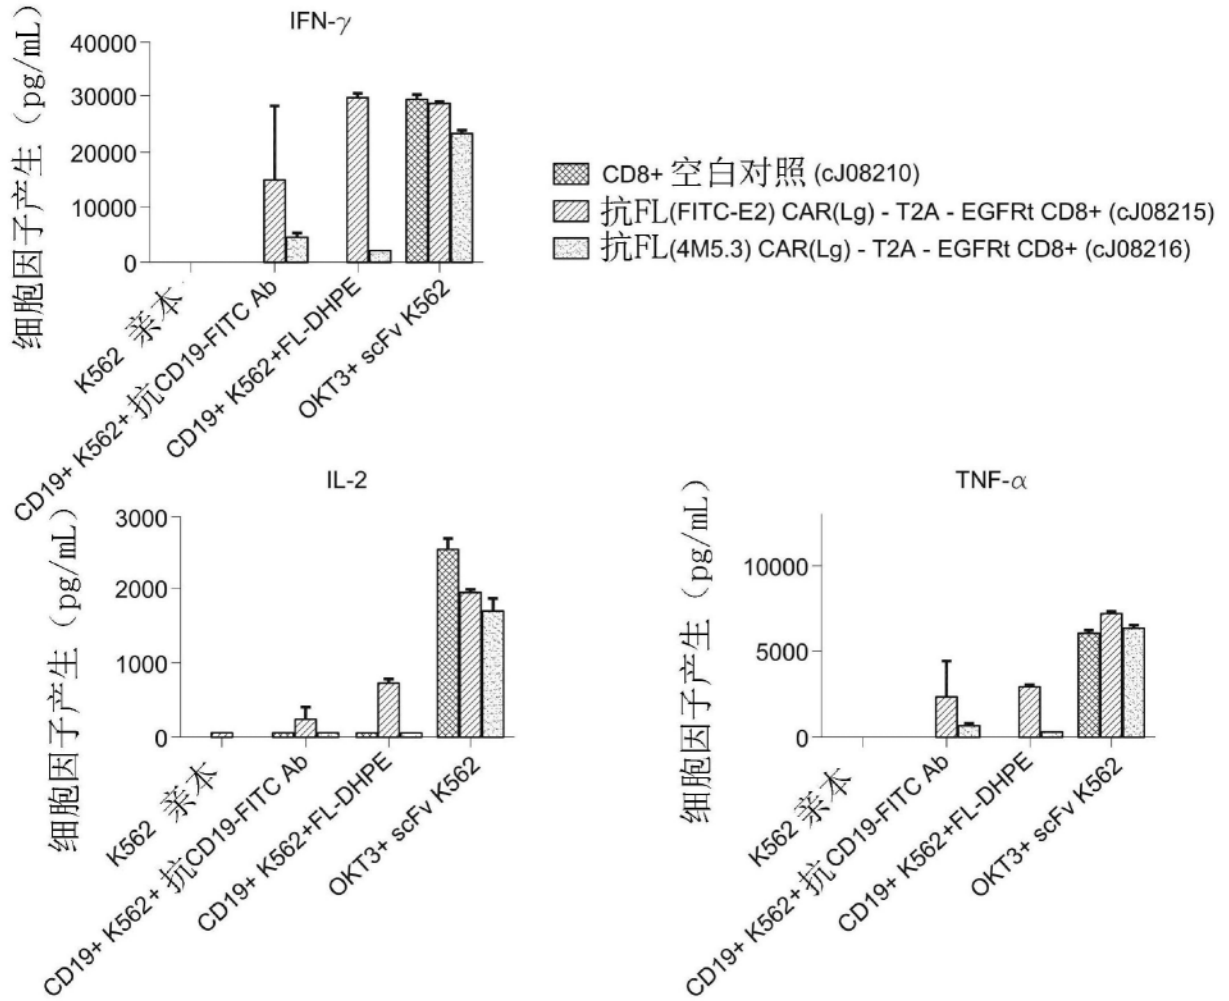 IFN-γ
细胞因子产生（pg/mL）
40000
30000
20000
10000
0
K562 亲本
CD19+ K562+ 抗CD19-FITC Ab
CD19+ K562+FL-DHPE
OKT3+ scFv K562
CD8+ 空白对照 (cJ08210)
抗FL(FITC-E2) CAR(Lg) - T2A - EGFRt CD8+ (cJ08215)
抗FL(4M5.3) CAR(Lg) - T2A - EGFRt CD8+ (cJ08216)
IL-2
细胞因子产生（pg/mL）
3000
2000
1000
0
K562 亲本
CD19+ K562+ 抗CD19-FITC Ab
CD19+ K562+FL-DHPE
OKT3+ scFv K562
TNF-α
细胞因子产生（pg/mL）
10000
5000
0
K562 亲本
CD19+ K562+ 抗CD19-FITC Ab
CD19+ K562+FL-DHPE
OKT3+ scFv K562